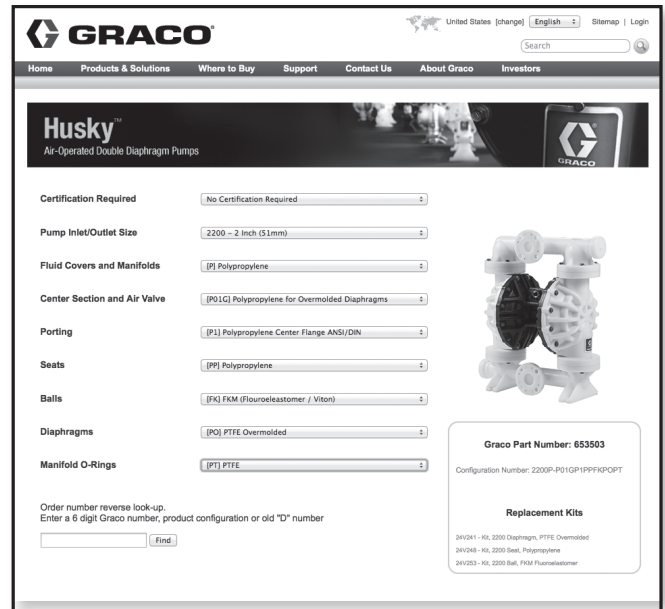 GRACO
United States [change] English Sitemap | Login
Search
Home Products & Solutions Where to Buy Support Contact Us About Graco Investors
Husky™
Air-Operated Double Diaphragm Pumps
GRACO
Certification Required No Certification Required
Pump Inlet/Outlet Size 2200 – 2 Inch (51mm)
Fluid Covers and Manifolds [P] Polypropylene
Center Section and Air Valve [P01G] Polypropylene for Overmolded Diaphragms
Porting [P1] Polypropylene Center Flange ANSI/DIN
Seats [PP] Polypropylene
Balls [FK] FKM (Flouroeleastomer / Viton)
Diaphragms [PO] PTFE Overmolded
Manifold O-Rings [PT] PTFE
Order number reverse look-up.
Enter a 6 digit Graco number, product configuration or old "D" number
Find
Graco Part Number: 653503
Configuration Number: 2200P-P01GP1PPFKPOPT
Replacement Kits
24V241 - Kit, 2200 Diaphragm, PTFE Overmolded
24V248 - Kit, 2200 Seat, Polypropylene
24V253 - Kit, 2200 Ball, FKM Fluoroelastomer